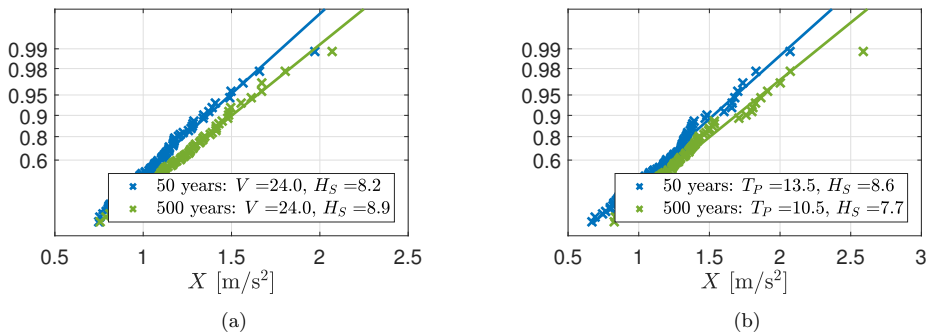 0.99
0.98
0.95
0.9
0.8
0.6
50 years: V =24.0, H_S =8.2
500 years: V =24.0, H_S =8.9
0.5 1 1.5 2 2.5
X [m/s²]
(a)
0.99
0.98
0.95
0.9
0.8
0.6
50 years: T_P =13.5, H_S =8.6
500 years: T_P =10.5, H_S =7.7
0.5 1 1.5 2 2.5 3
X [m/s²]
(b)